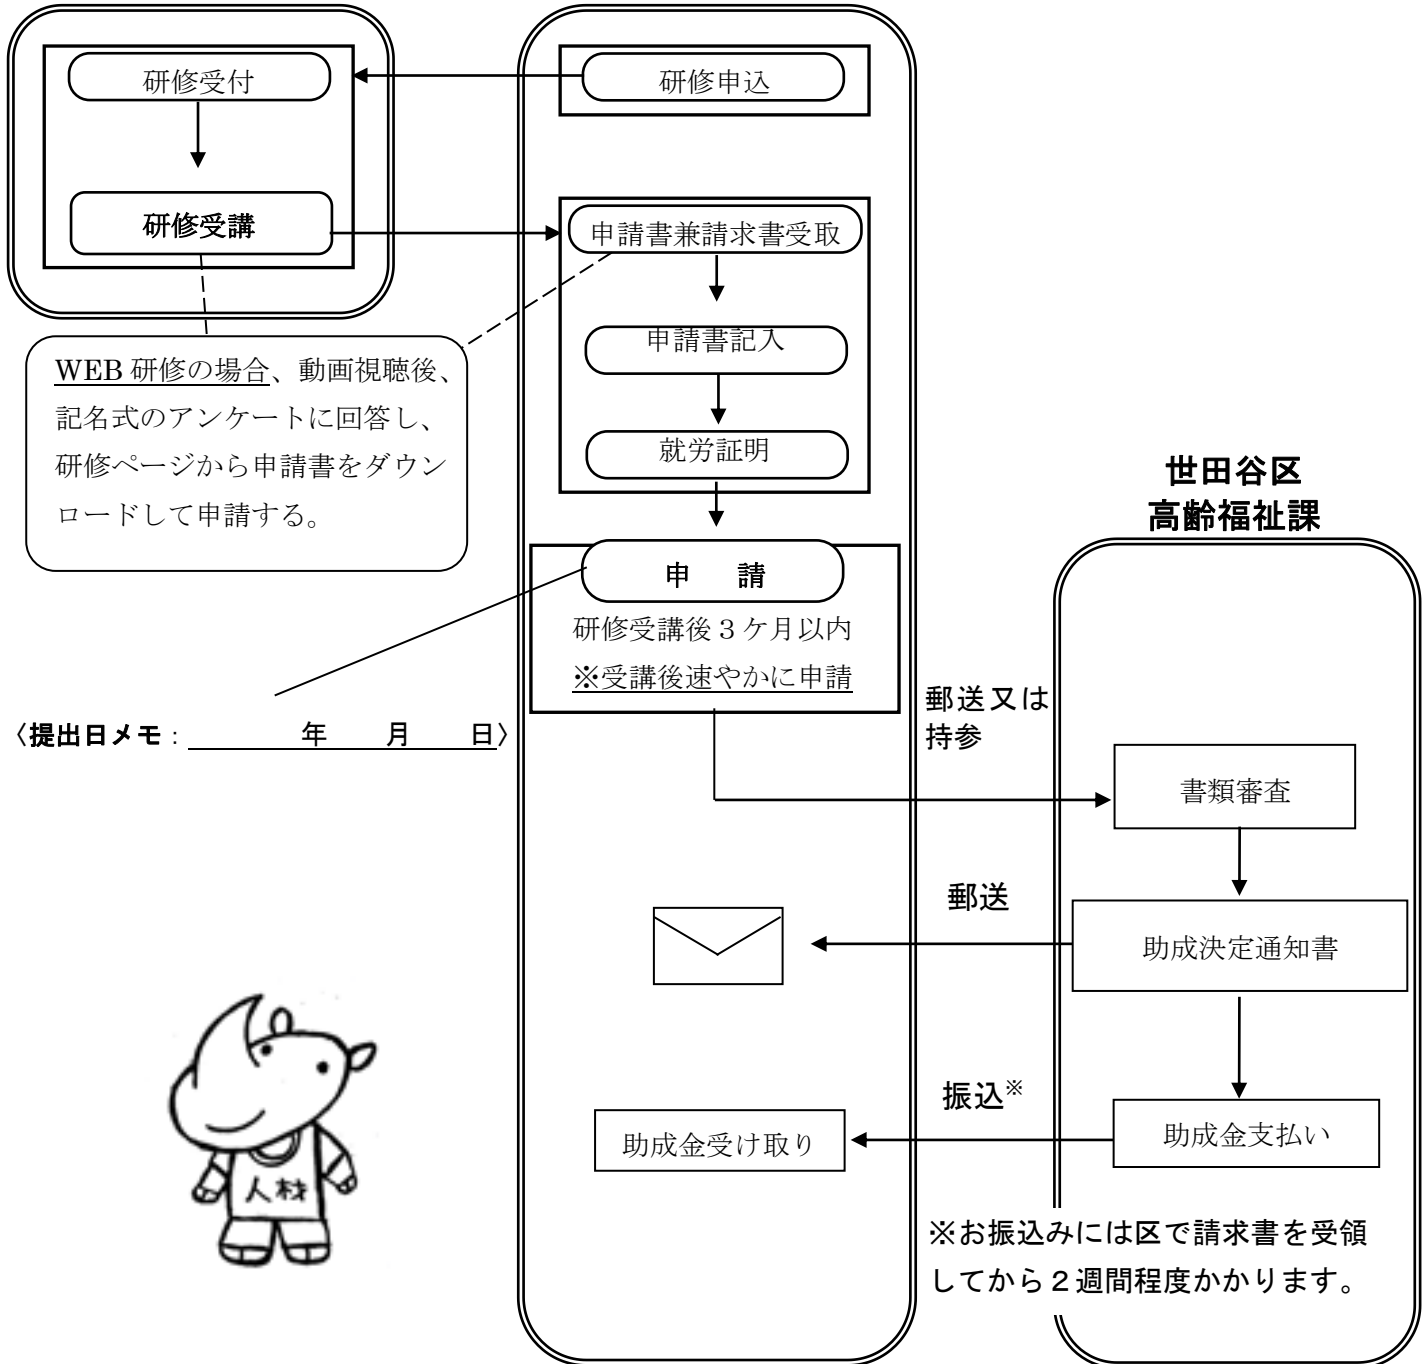 研修受付
研修申込
研修受講
申請書兼請求書受取
申請書記入
WEB 研修の場合、動画視聴後、
記名式のアンケートに回答し、
研修ページから申請書をダウン
ロードして申請する。
就労証明
世田谷区
高齢福祉課
申　請
研修受講後３ケ月以内
※受講後速やかに申請
〈提出日メモ：　　　　年　　月　　日〉
郵送又は
持参
書類審査
郵送
助成決定通知書
振込※
助成金受け取り
助成金支払い
人材
※お振込みには区で請求書を受領
してから２週間程度かかります。